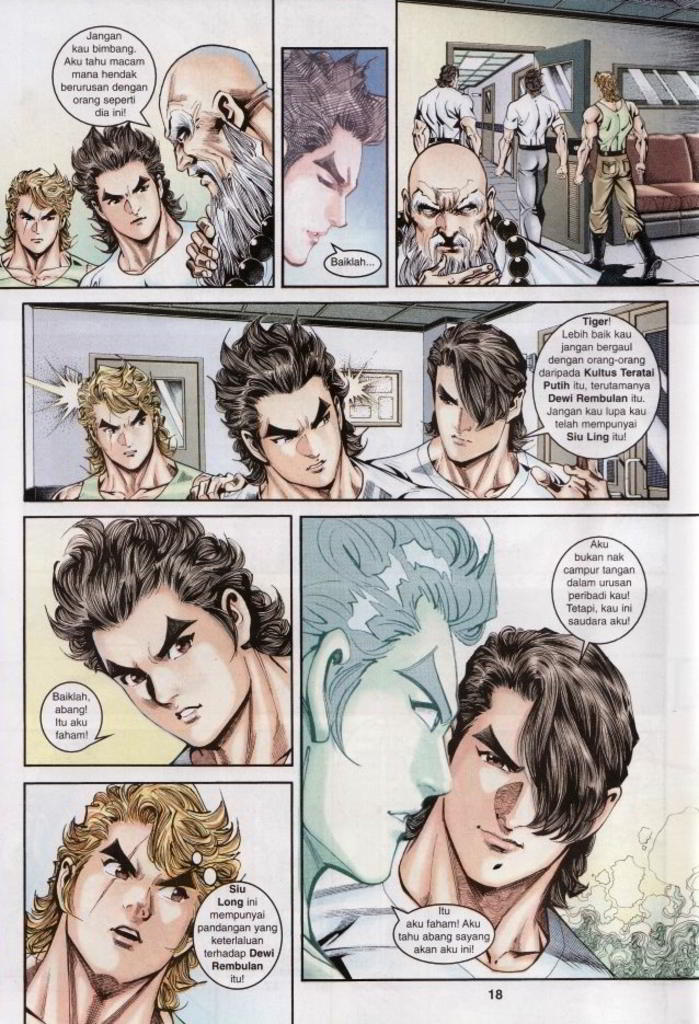 Jangan
kau bimbang.
Aku tahu macam
mana hendak
berurusan dengan
orang seperti
dia ini!
Baiklah...
Tiger!
Lebih baik kau
jangan bergaul
dengan orang-orang
daripada Kultus Teratai
Putih itu, terutamanya
Dewi Rembulan itu.
Jangan kau lupa kau
telah mempunyai
Siu Ling itu!
Baiklah,
abang!
Itu aku
faham!
Aku
bukan nak
campur tangan
dalam urusan
peribadi kau!
Tetapi, kau ini
saudara aku!
Itu
aku faham! Aku
tahu abang sayang
akan aku ini!
Siu
Long ini
mempunyai
pandangan yang
keterlaluan
terhadap Dewi
Rembulan
itu!
18